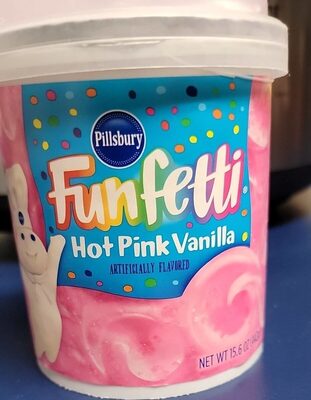 Pillsbury
Funfetti
Hot Pink Vanilla
ARTIFICIALLY FLAVORED
NET WT 15.6 OZ